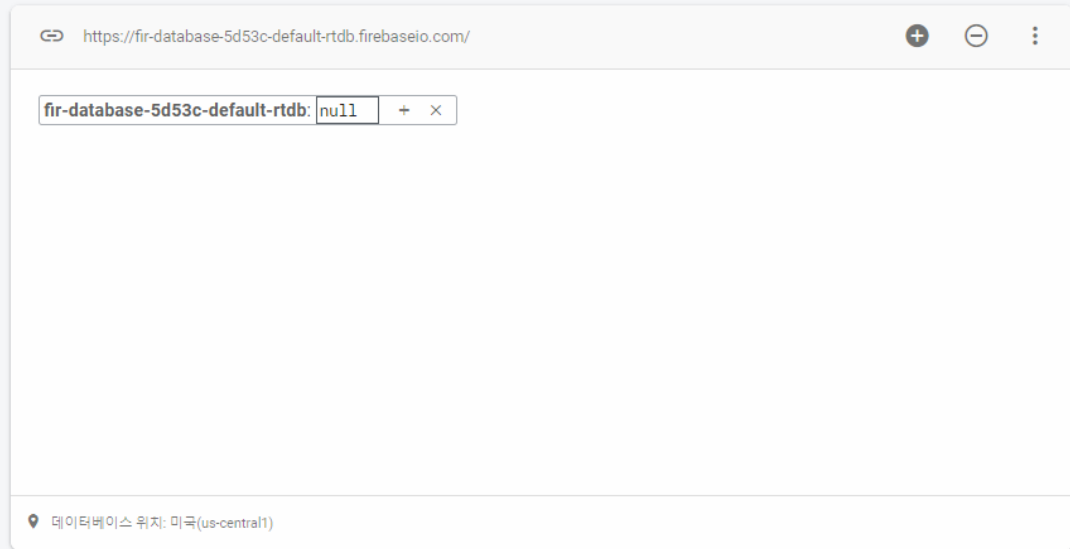 https://fir-database-5d53c-default-rtdb.firebaseio.com/
fir-database-5d53c-default-rtdb: null + ×
데이터베이스 위치: 미국(us-central1)